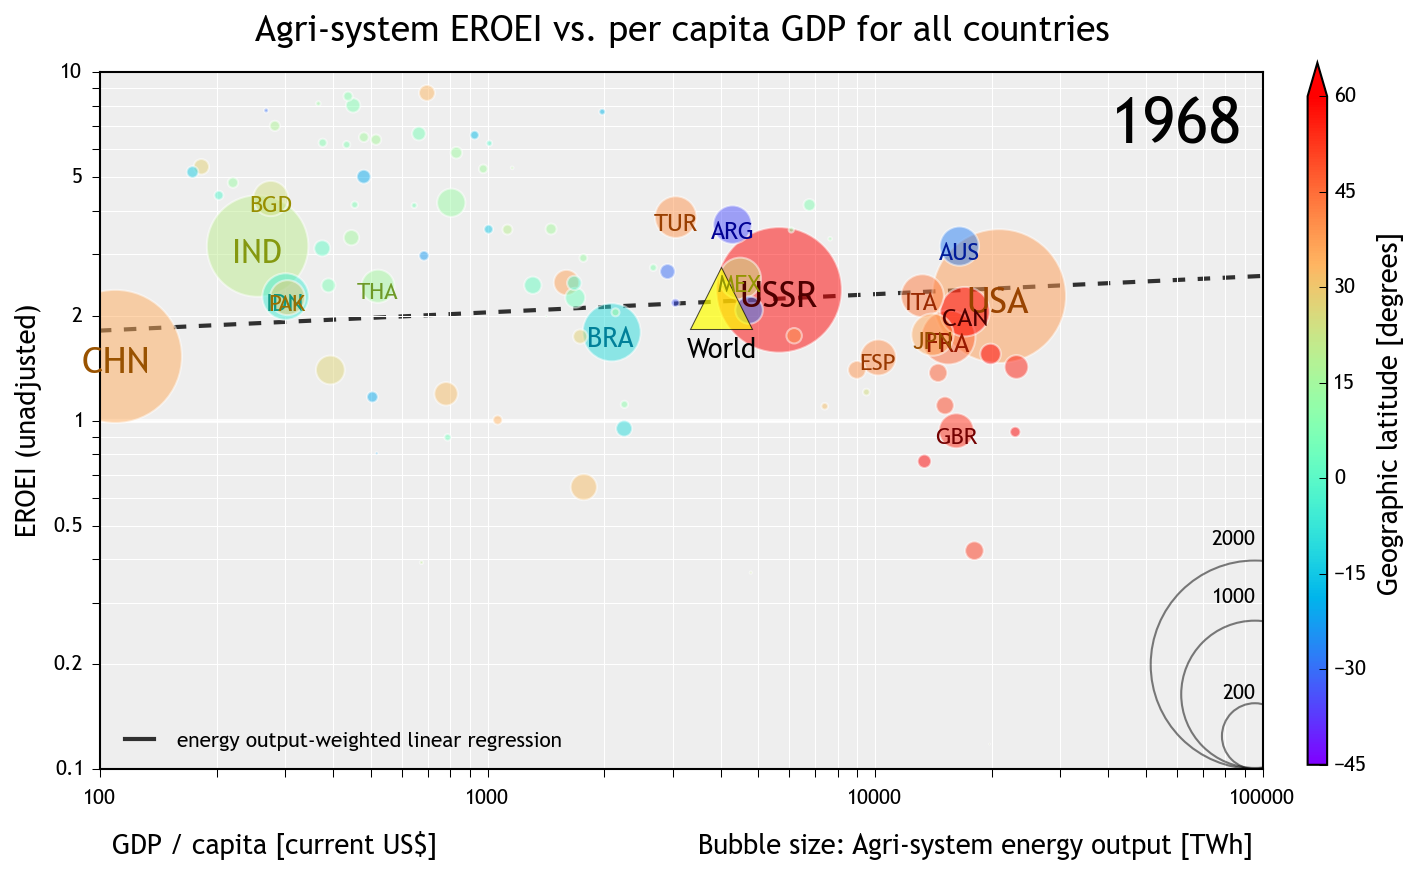 Agri-system EROEI vs. per capita GDP for all countries
1968
10
5
2
1
0.5
0.2
0.1
EROEI (unadjusted)
BGD
IND
PAK
THA
CHN
BRA
TUR
ARG
MEX
USSR
World
AUS
ITA
USA
CAN
JPN
FRA
ESP
GBR
2000
1000
200
energy output-weighted linear regression
100
1000
10000
100000
GDP / capita [current US$]
Bubble size: Agri-system energy output [TWh]
60
45
30
15
0
−15
−30
−45
Geographic latitude [degrees]